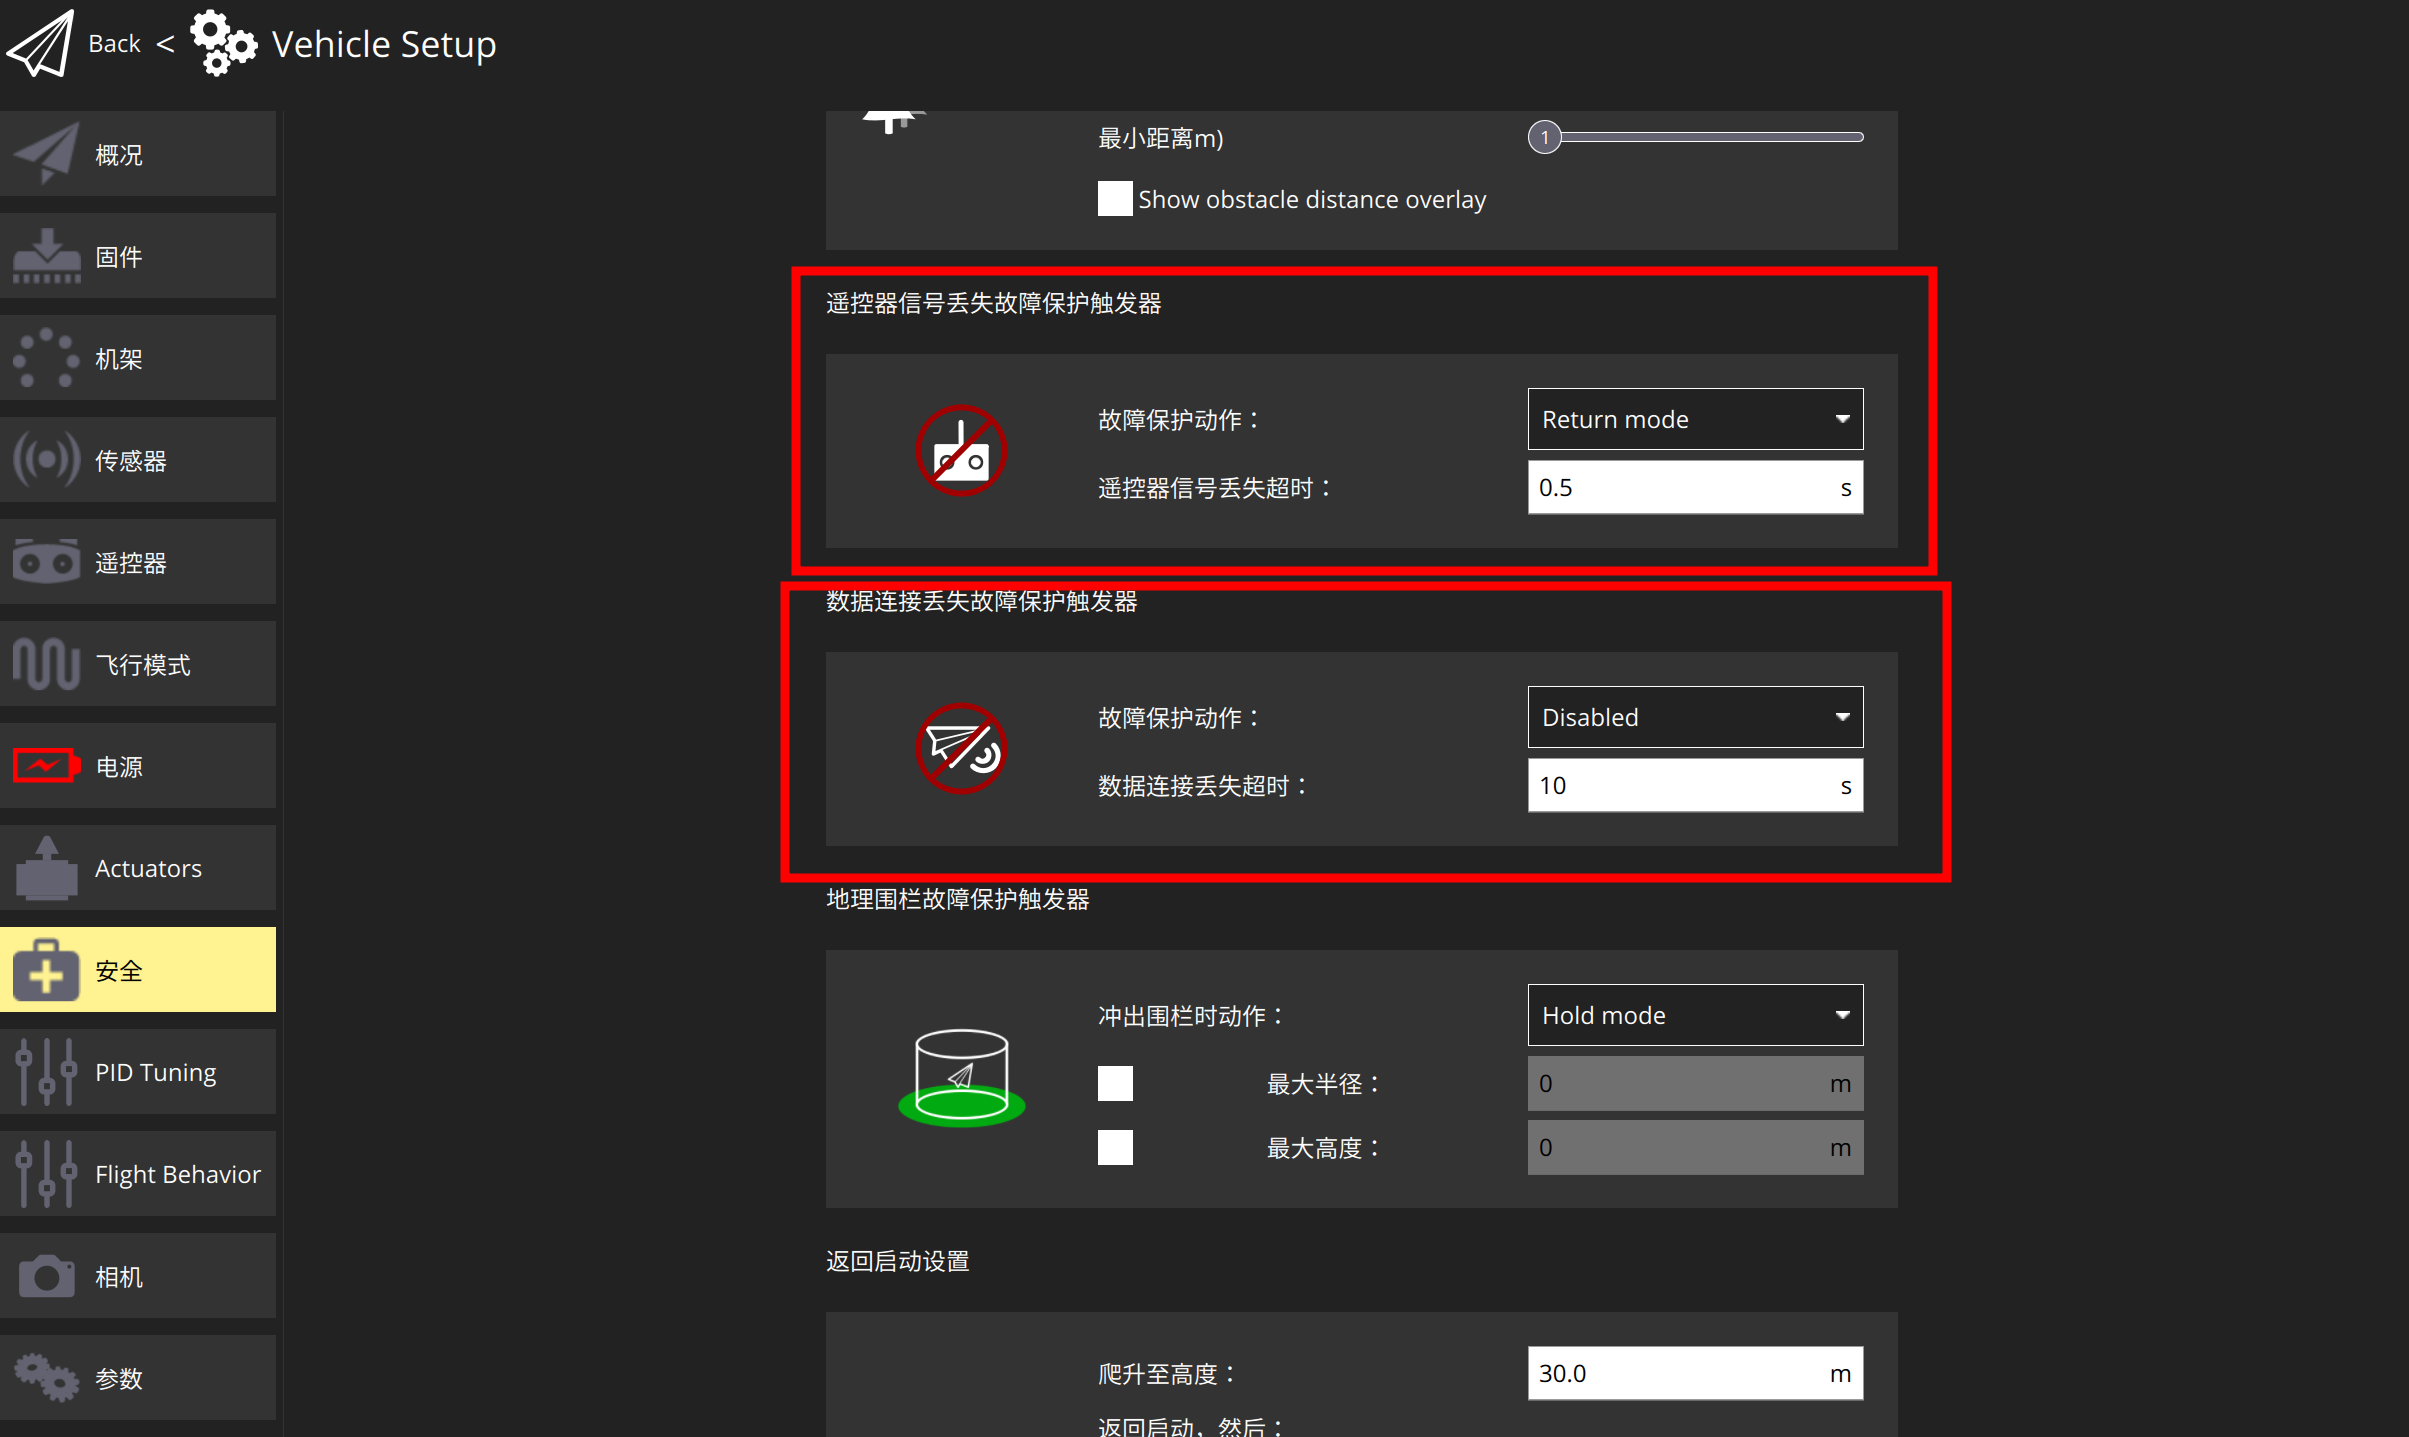 Back < Vehicle Setup
概况
固件
机架
传感器
遥控器
飞行模式
电源
Actuators
安全
PID Tuning
Flight Behavior
相机
参数
最小距离m) 1
Show obstacle distance overlay
遥控器信号丢失故障保护触发器
故障保护动作： Return mode
遥控器信号丢失超时： 0.5 s
数据连接丢失故障保护触发器
故障保护动作： Disabled
数据连接丢失超时： 10 s
地理围栏故障保护触发器
冲出围栏时动作： Hold mode
最大半径： 0 m
最大高度： 0 m
返回启动设置
爬升至高度： 30.0 m
返回启动，然后：